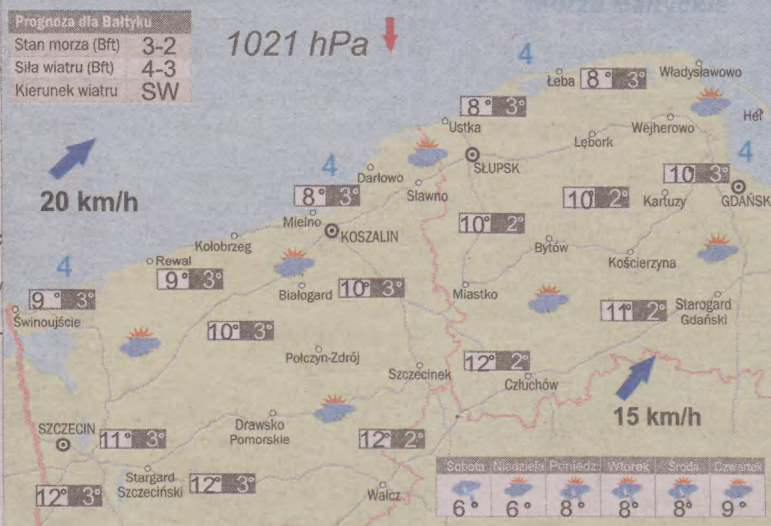 Prognoza dla Bałtyku
Stan morza (Bft) 3-2
Siła wiatru (Bft) 4-3
Kierunek wiatru SW
1021 hPa
20 km/h
4
Łeba 8° 3°
Władysławowo
Hel
8° 3°
Ustka
Wejherowo
Lębork
SŁUPSK
4
Darłowo
Sławno
10° 3°
4
GDAŃSK
8° 3°
Mielno
10° 2°
Kartuzy
KOSZALIN
10° 2°
Kołobrzeg
Bytów
Kościerzyna
4
Rewal
9° 3°
Białogard
10° 3°
Miastko
9° 3°
Świnoujście
11° 2°
Starogard
Gdański
10° 3°
Połczyn-Zdrój
Szczecinek
12° 2°
Człuchów
15 km/h
SZCZECIN
11° 3°
Drawsko
Pomorskie
12° 2°
Stargard
Szczeciński
12° 3°
12° 3°
Wałcz
Sobota Niedziela Poniedz. Wtorek Środa Czwartek
6° 6° 8° 8° 8° 9°